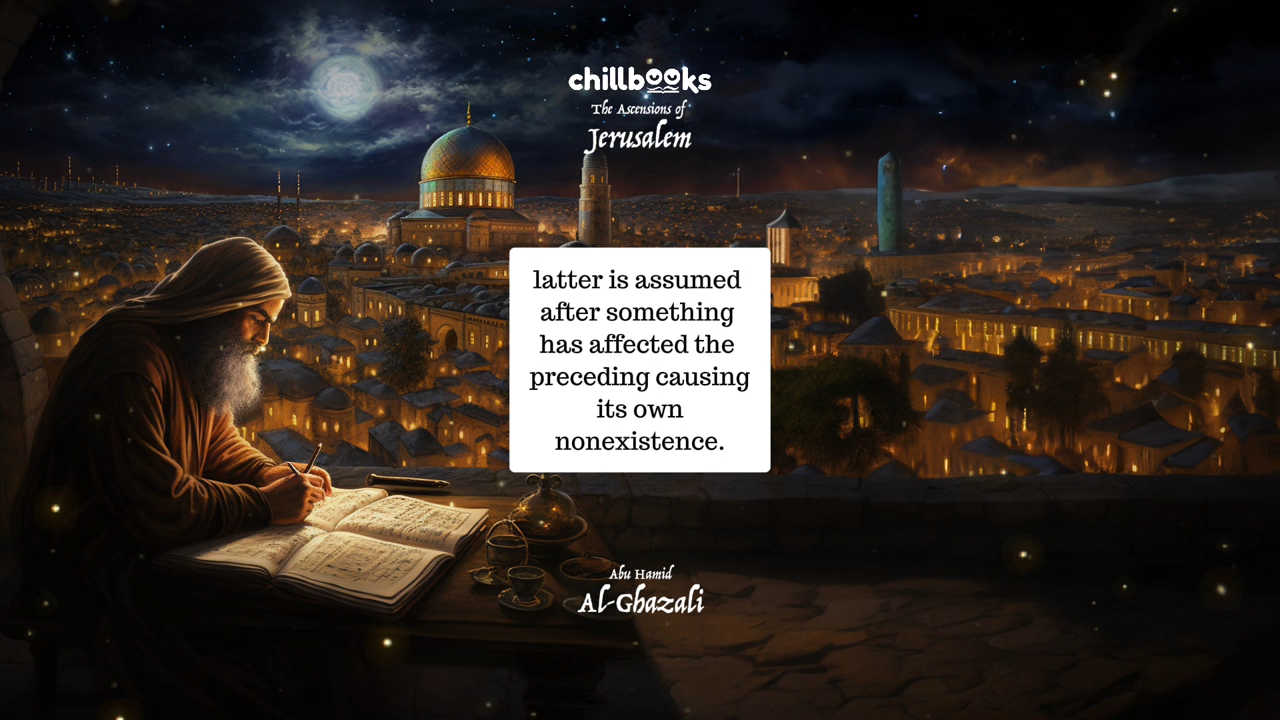 chillbooks
The Ascensions of
Jerusalem
latter is assumed
after something
has affected the
preceding causing
its own
nonexistence.
Abu Hamid
Al-Ghazali